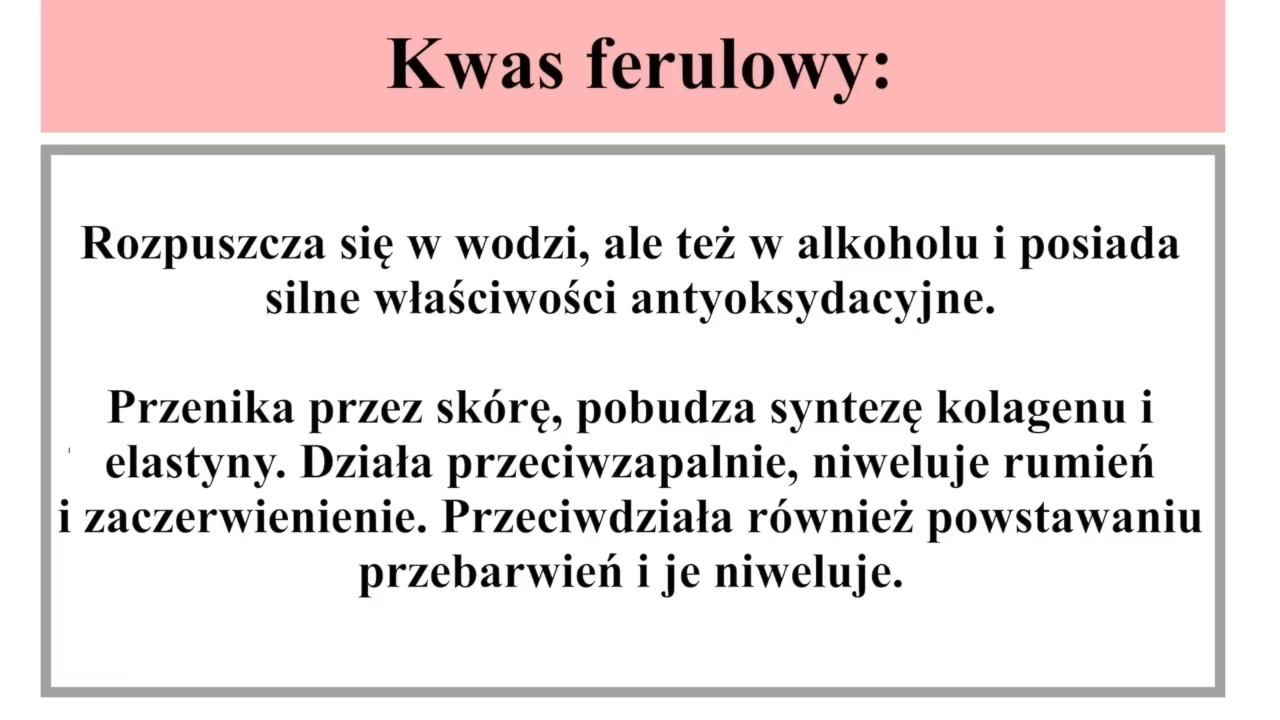 Kwas ferulowy:
Rozpuszcza się w wodzi, ale też w alkoholu i posiada
silne właściwości antyoksydacyjne.
Przenika przez skórę, pobudza syntezę kolagenu i
elastyny. Działa przeciwzapalnie, niweluje rumień
i zaczerwienienie. Przeciwdziała również powstawaniu
przebarwień i je niweluje.